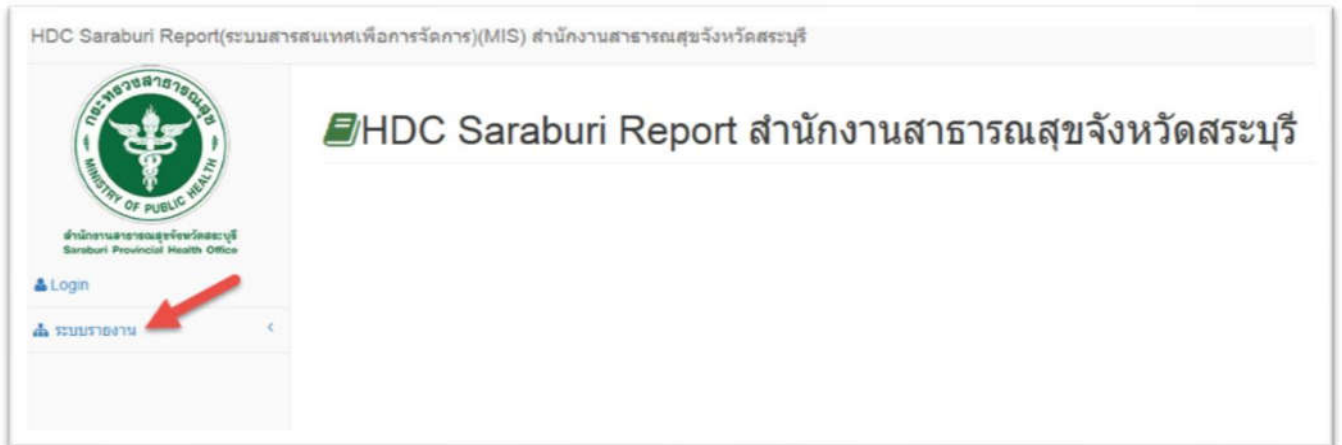 HDC Saraburi Report(ระบบสารสนเทศเพื่อการจัดการ)(MIS) สำนักงานสาธารณสุขจังหวัดสระบุรี
กระทรวงสาธารณสุข
MINISTRY OF PUBLIC HEALTH
สำนักงานสาธารณสุขจังหวัดสระบุรี
Saraburi Provincial Health Office
HDC Saraburi Report สำนักงานสาธารณสุขจังหวัดสระบุรี
Login
ระบบรายงาน